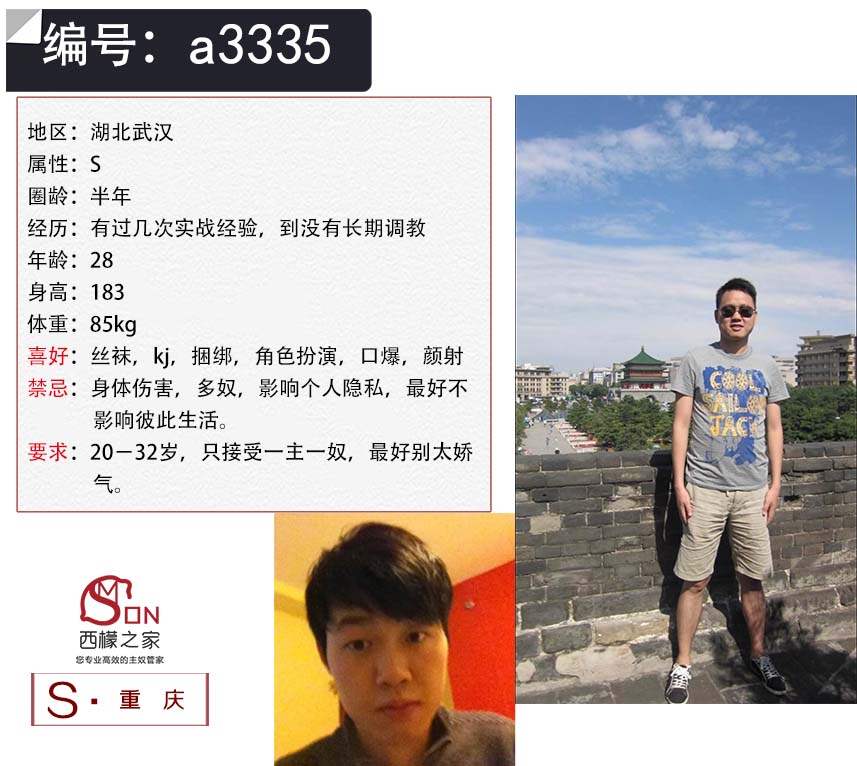 编号：a3335
地区：湖北武汉
属性：S
圈龄：半年
经历：有过几次实战经验，到没有长期调教
年龄：28
身高：183
体重：85kg
喜好：丝袜，kj，捆绑，角色扮演，口爆，颜射
禁忌：身体伤害，多奴，影响个人隐私，最好不
影响彼此生活。
要求：20－32岁，只接受一主一奴，最好别太娇
气。
COOL
SAILOR
JACK
SMON
西檬之家
您专业高效的主奴管家
S·重庆